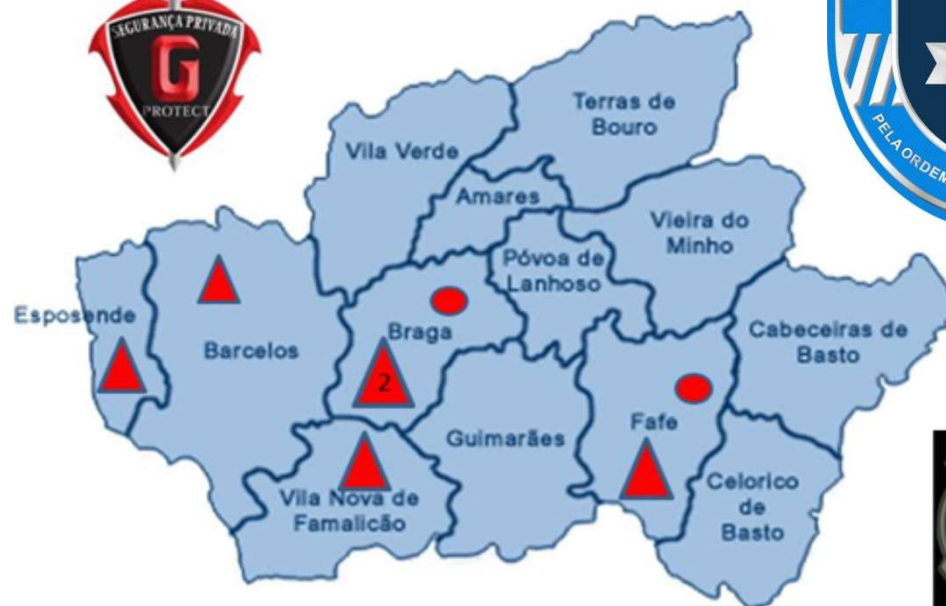 SEGURANÇA PRIVADA
G
PROTECT
PELA ORDEM
Terras de
Bouro
Vila Verde
Amares
Vieira do
Minho
Póvoa de
Lanhoso
Esposende
Barcelos
Braga
2
Cabeceiras de
Basto
Guimarães
Fafe
Vila Nova de
Famalicão
Celorico
de
Basto